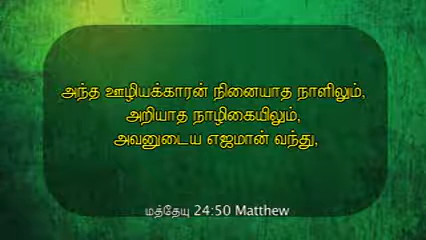 அந்த ஊழியக்காரன் நினையாத நாளிலும்,
அறியாத நாழிகையிலும்,
அவனுடைய எஜமான் வந்து,
மத்தேயு 24:50 Matthew